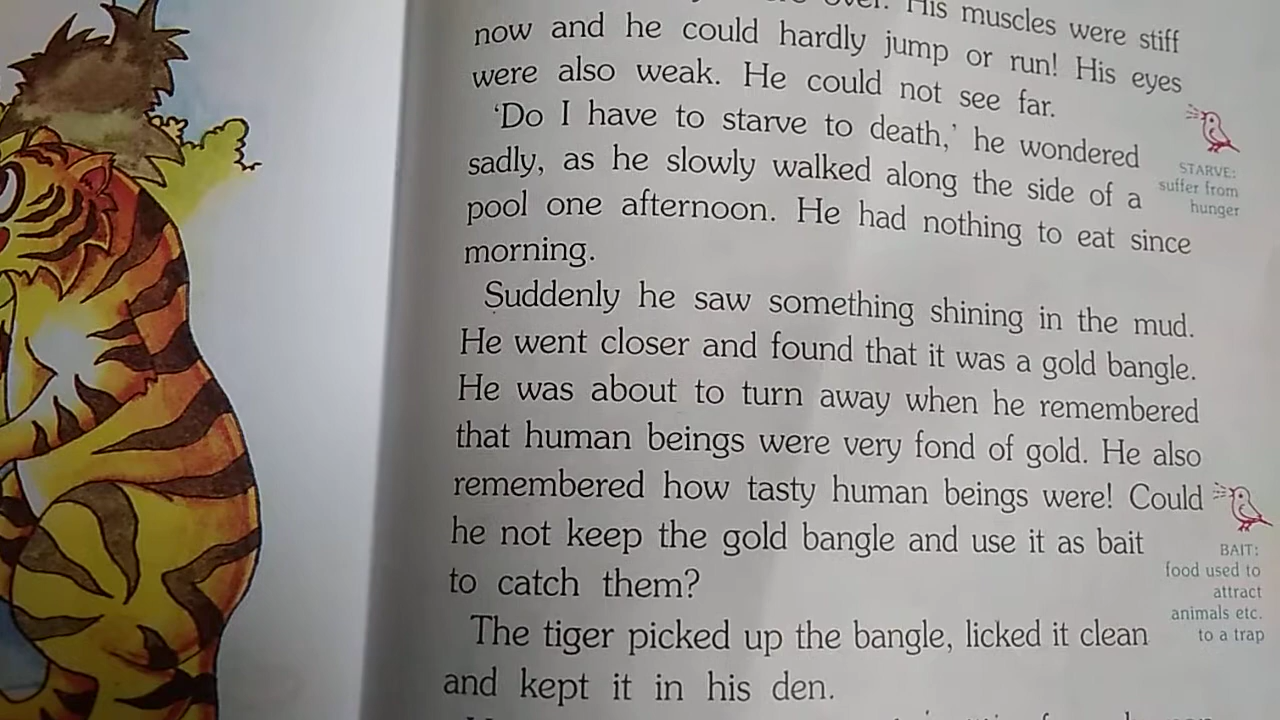 over. His muscles were stiff
now and he could hardly jump or run! His eyes
were also weak. He could not see far.
‘Do I have to starve to death,’ he wondered
sadly, as he slowly walked along the side of a
pool one afternoon. He had nothing to eat since
morning.
STARVE:
suffer from
hunger
Suddenly he saw something shining in the mud.
He went closer and found that it was a gold bangle.
He was about to turn away when he remembered
that human beings were very fond of gold. He also
remembered how tasty human beings were! Could
he not keep the gold bangle and use it as bait
to catch them?
BAIT:
food used to
attract
animals etc.
to a trap
The tiger picked up the bangle, licked it clean
and kept it in his den.